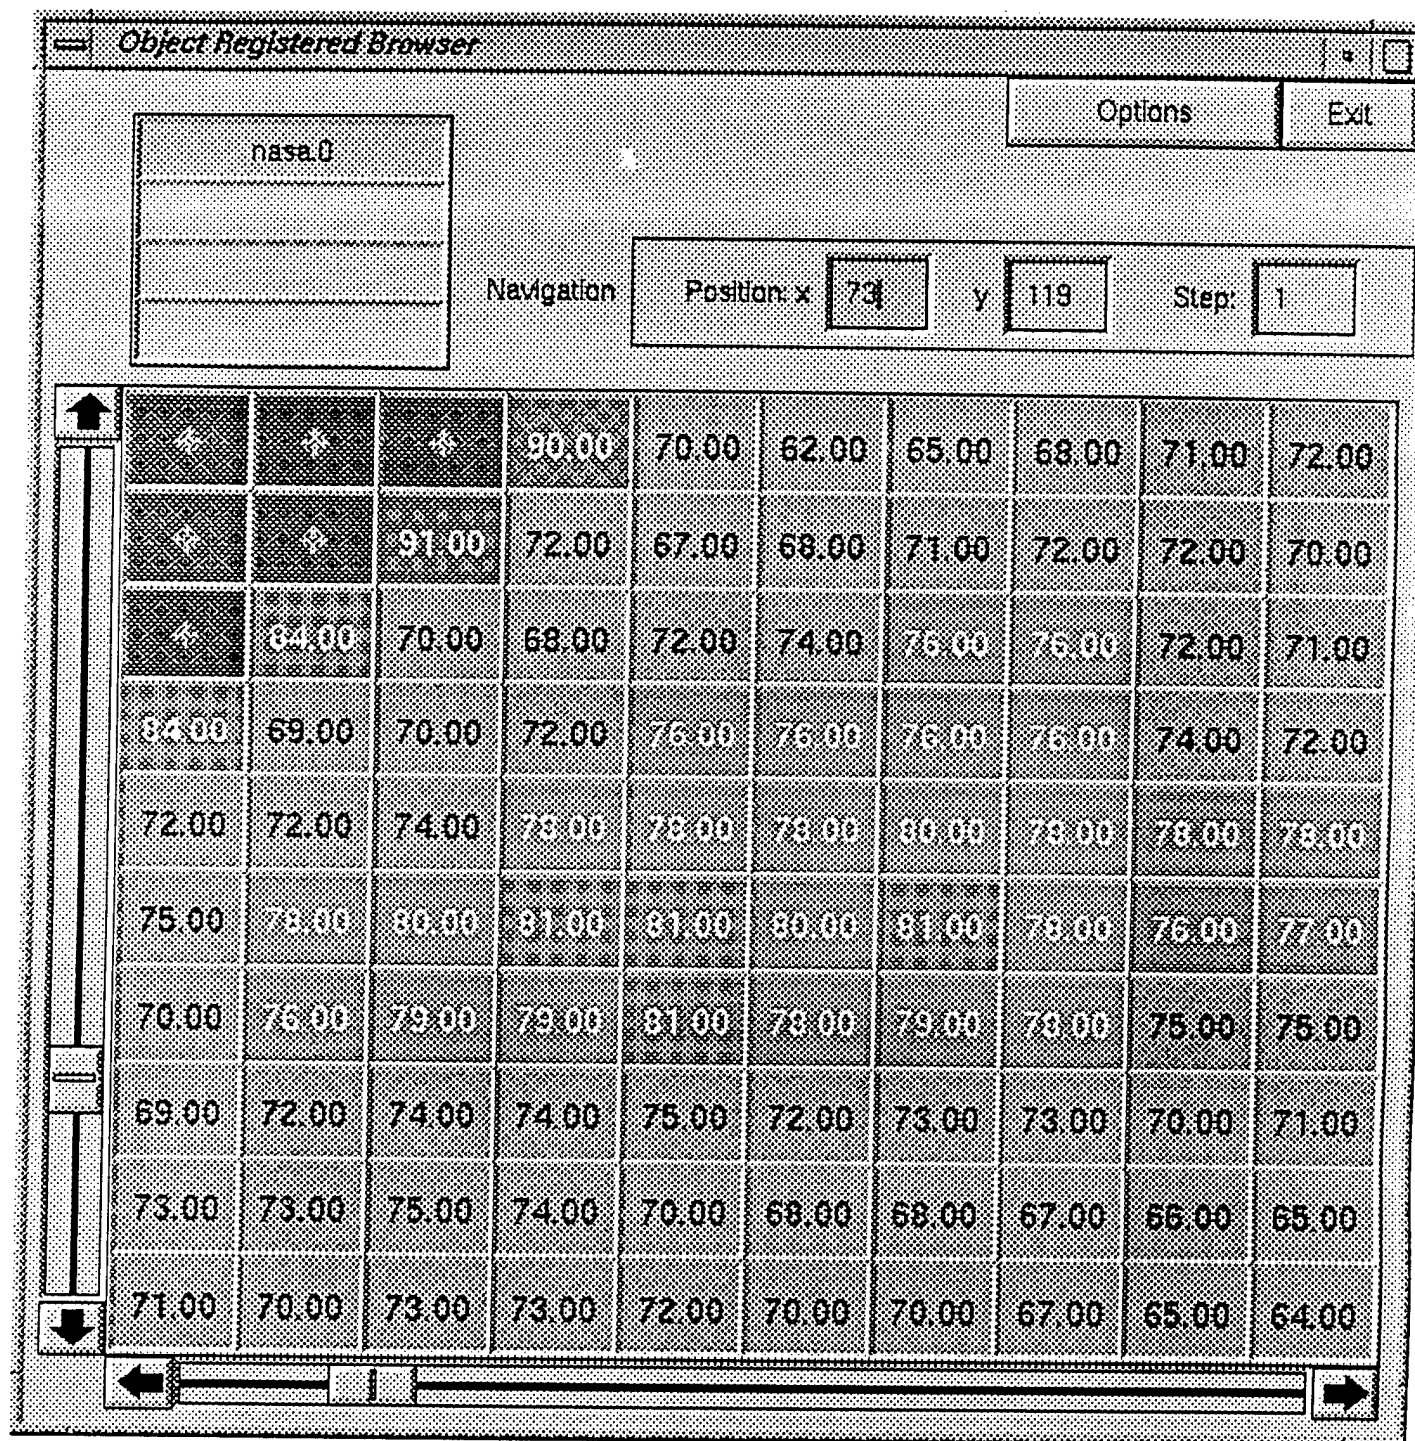 Object Registered Browser
Options Exit
nasa.0
Navigation Position: x 73 y 119 Step: 1
* * * 90.00 70.00 62.00 65.00 68.00 71.00 72.00
* * 91.00 72.00 67.00 68.00 71.00 72.00 72.00 70.00
* 84.00 70.00 68.00 72.00 74.00 76.00 76.00 72.00 71.00
84.00 69.00 70.00 72.00 76.00 76.00 76.00 76.00 74.00 72.00
72.00 72.00 74.00 78.00 78.00 78.00 80.00 78.00 78.00 78.00
75.00 78.00 80.00 81.00 81.00 80.00 81.00 78.00 76.00 77.00
70.00 76.00 79.00 79.00 81.00 78.00 79.00 78.00 75.00 75.00
69.00 72.00 74.00 74.00 75.00 72.00 73.00 73.00 70.00 71.00
73.00 73.00 75.00 74.00 70.00 68.00 68.00 67.00 66.00 65.00
71.00 70.00 73.00 73.00 72.00 70.00 70.00 67.00 65.00 64.00